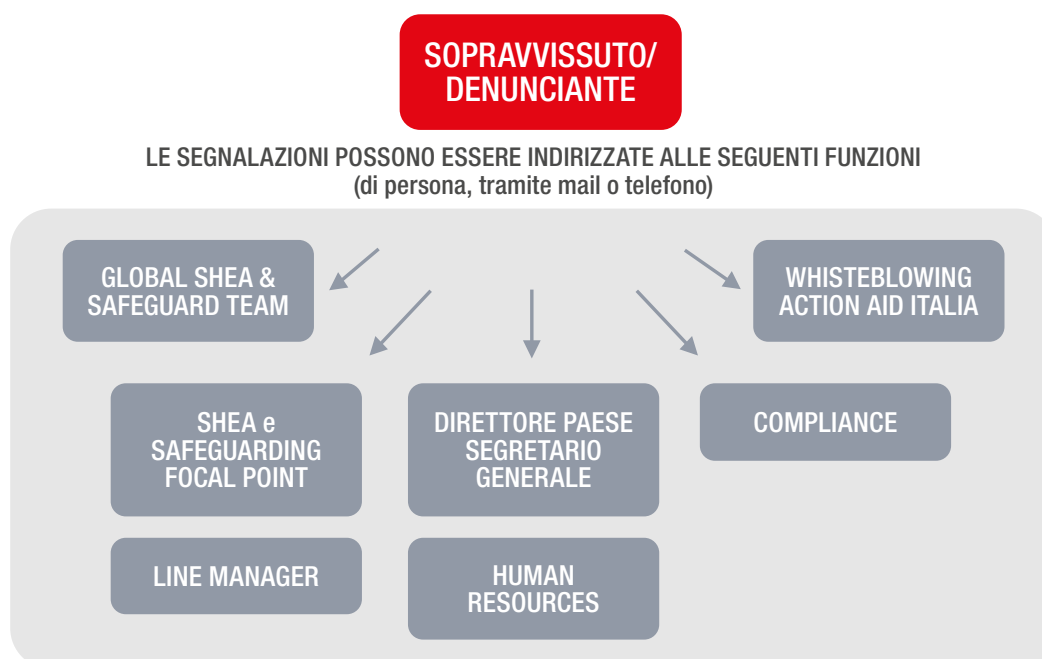 SOPRAVVISSUTO/
DENUNCIANTE
LE SEGNALAZIONI POSSONO ESSERE INDIRIZZATE ALLE SEGUENTI FUNZIONI
(di persona, tramite mail o telefono)
GLOBAL SHEA &
SAFEGUARD TEAM
WHISTEBLOWING
ACTION AID ITALIA
SHEA e
SAFEGUARDING
FOCAL POINT
DIRETTORE PAESE
SEGRETARIO
GENERALE
COMPLIANCE
LINE MANAGER
HUMAN
RESOURCES